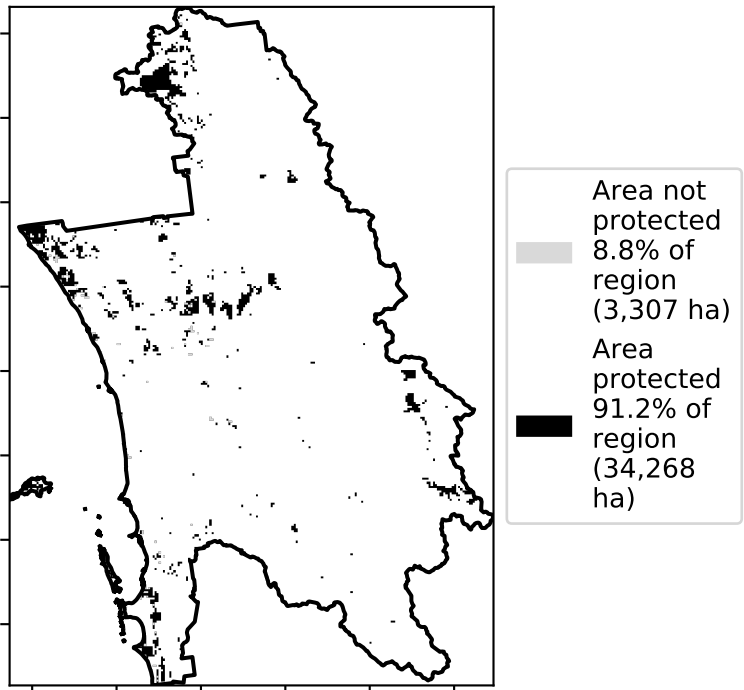 Area not
protected
8.8% of
region
(3,307 ha)
Area
protected
91.2% of
region
(34,268
ha)